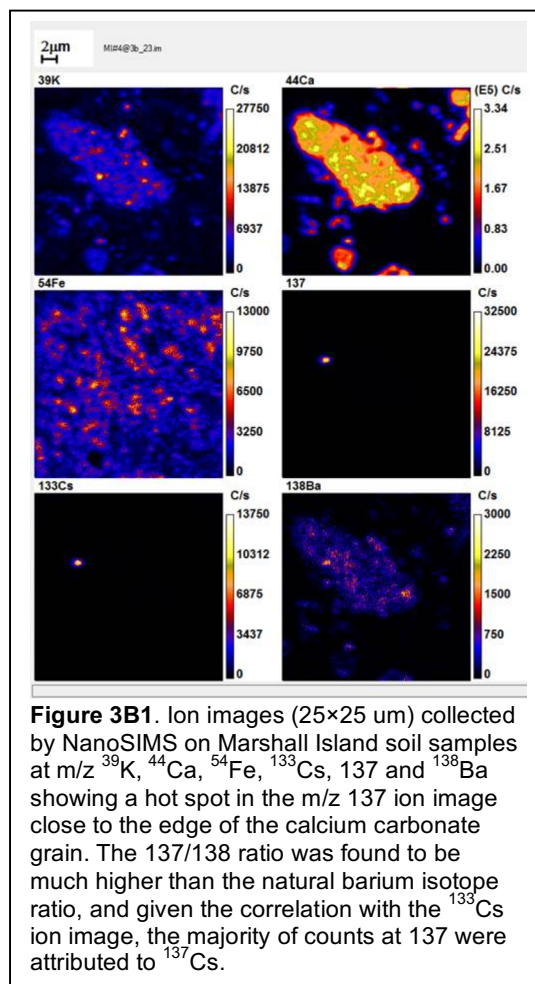 2µm MI#4@3b_23.im
39K C/s
27750
20812
13875
6937
0
44Ca (E5) C/s
3.34
2.51
1.67
0.83
0.00
54Fe C/s
13000
9750
6500
3250
0
137 C/s
32500
24375
16250
8125
0
133Cs C/s
13750
10312
6875
3437
0
138Ba C/s
3000
2250
1500
750
0
Figure 3B1. Ion images (25×25 um) collected
by NanoSIMS on Marshall Island soil samples
at m/z ³⁹K, ⁴⁴Ca, ⁵⁴Fe, ¹³³Cs, 137 and ¹³⁸Ba
showing a hot spot in the m/z 137 ion image
close to the edge of the calcium carbonate
grain. The 137/138 ratio was found to be
much higher than the natural barium isotope
ratio, and given the correlation with the ¹³³Cs
ion image, the majority of counts at 137 were
attributed to ¹³⁷Cs.